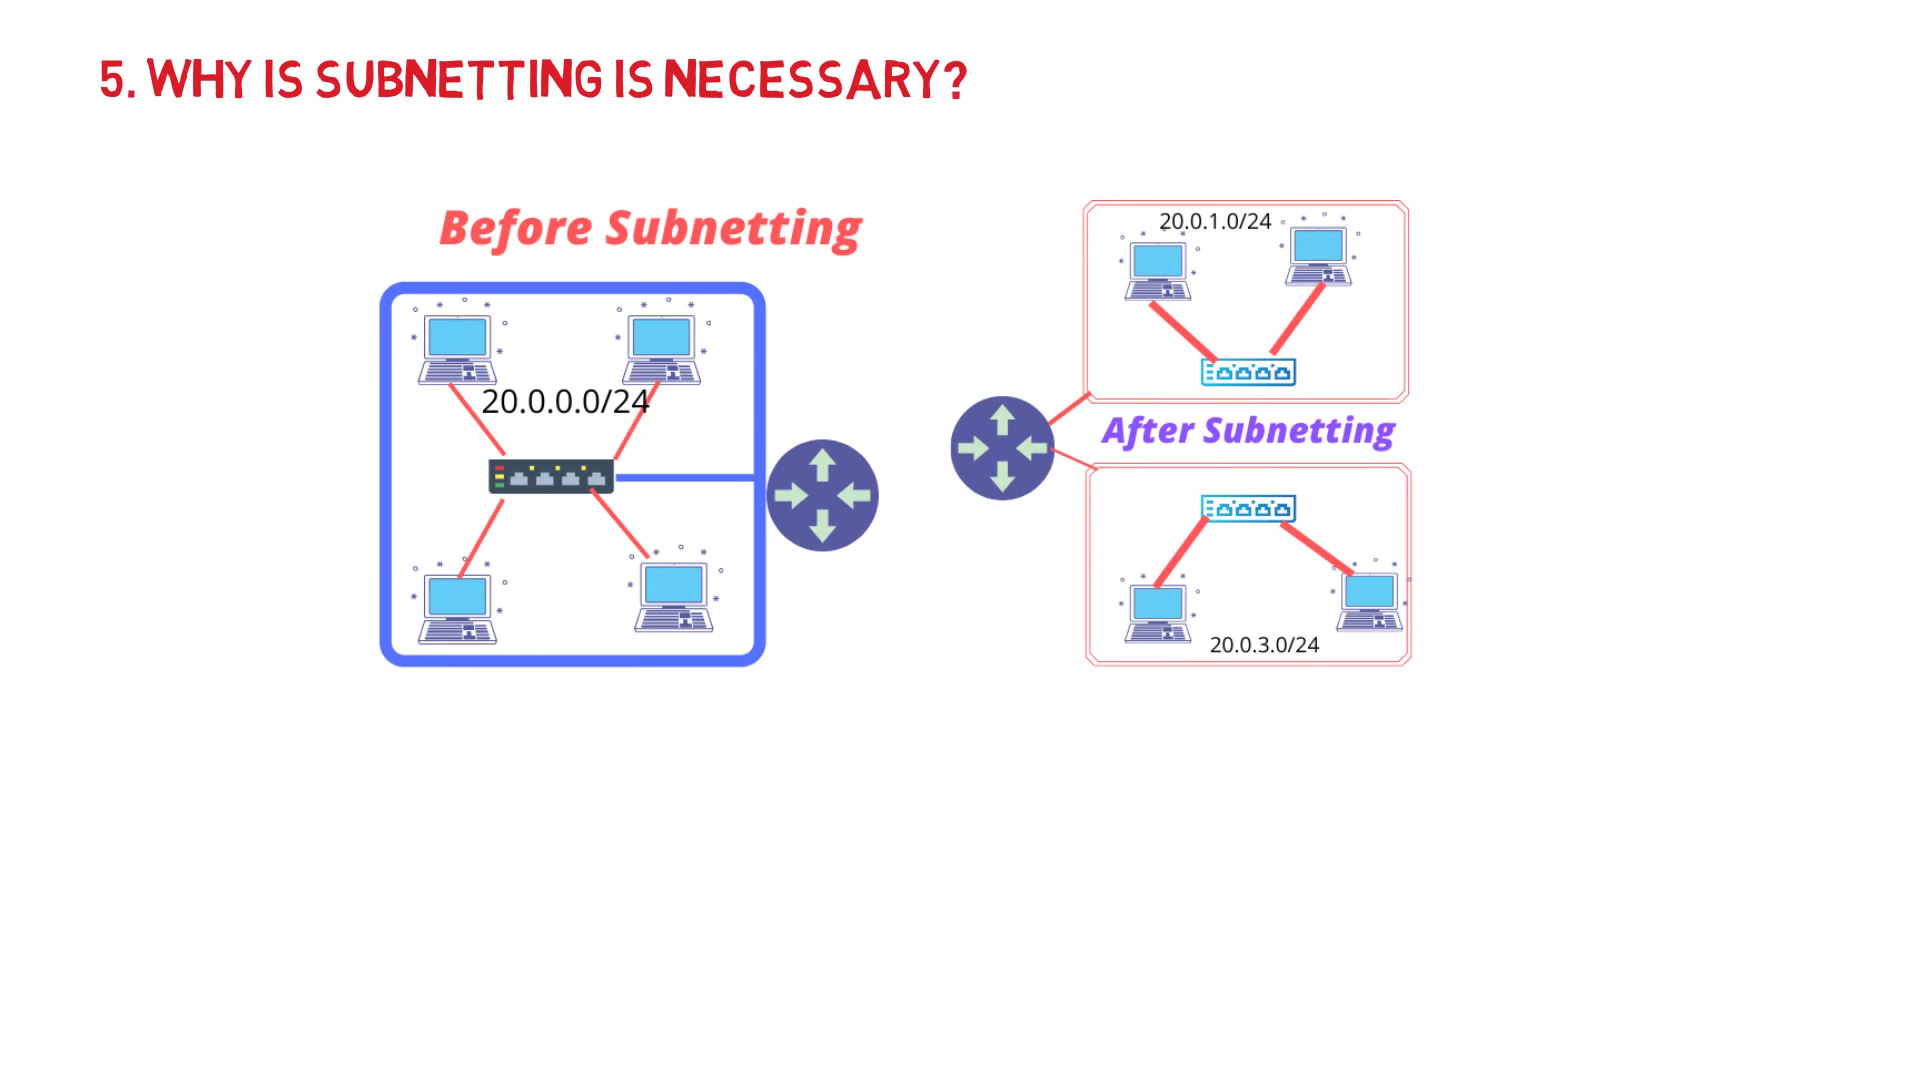 5. WHY IS SUBNETTING IS NECESSARY?
Before Subnetting
20.0.0.0/24
20.0.1.0/24
After Subnetting
20.0.3.0/24